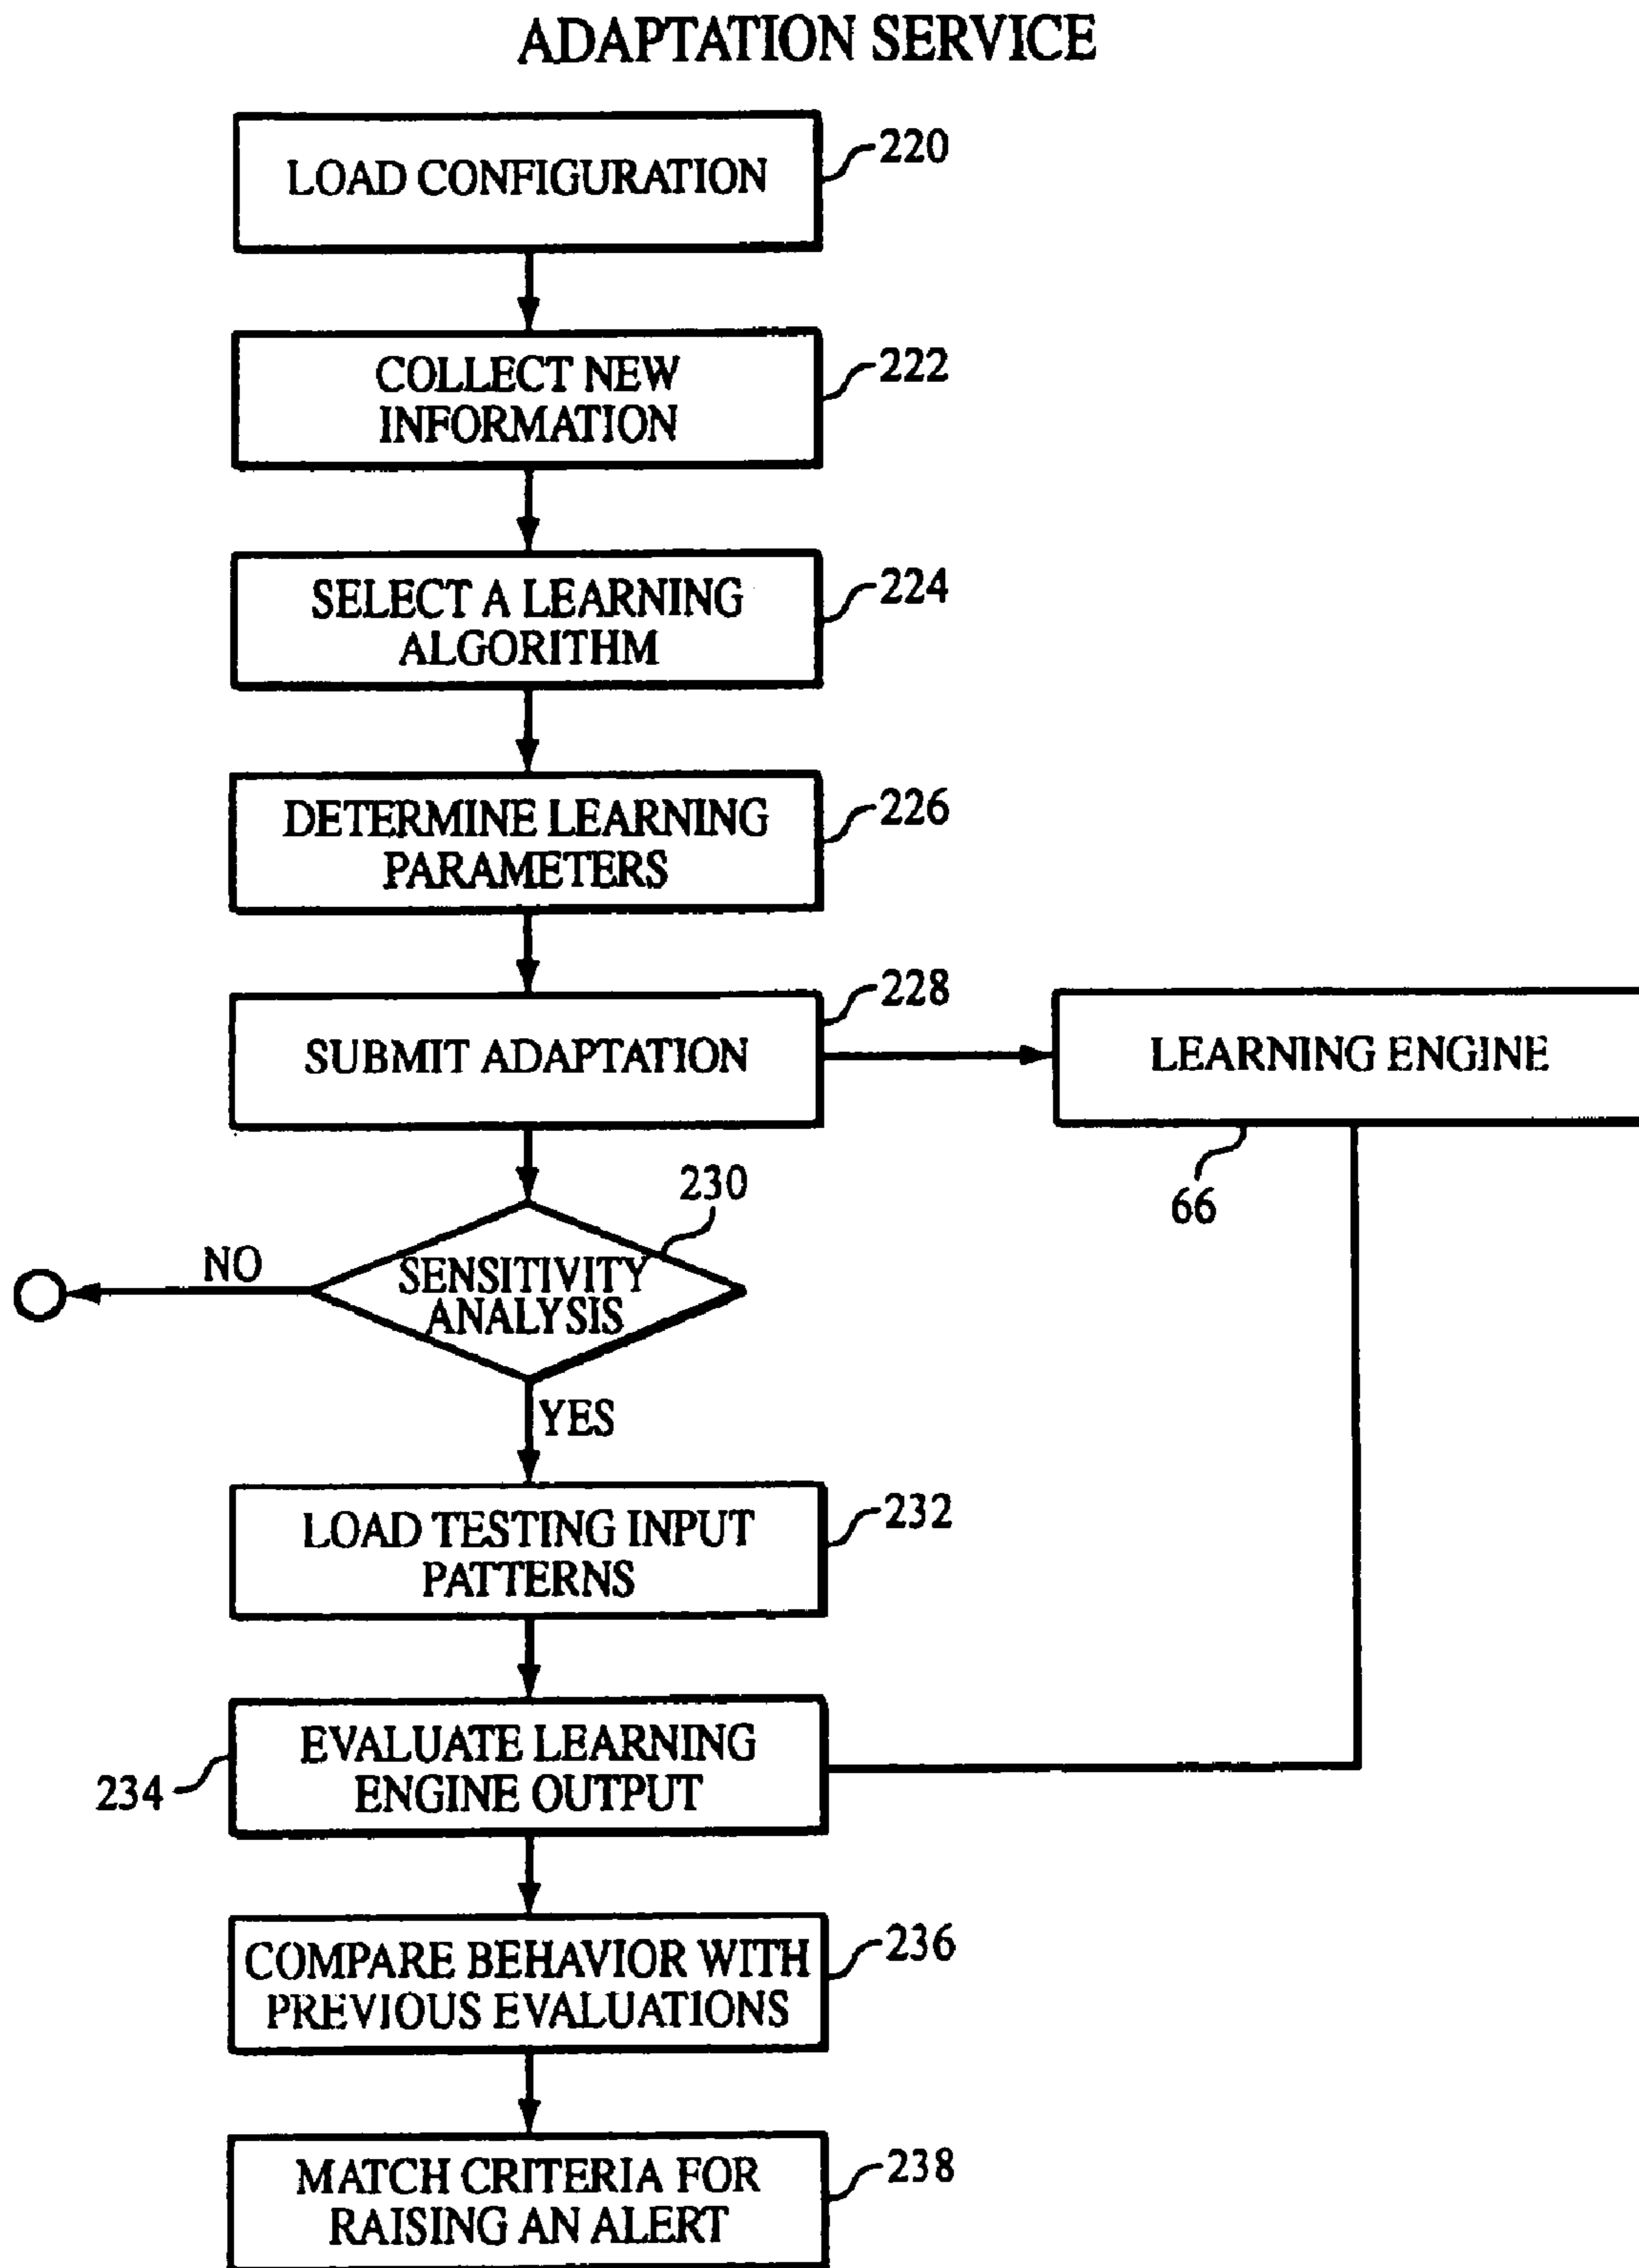 ADAPTATION SERVICE
LOAD CONFIGURATION
220
COLLECT NEW
INFORMATION
222
SELECT A LEARNING
ALGORITHM
224
DETERMINE LEARNING
PARAMETERS
226
SUBMIT ADAPTATION
228
LEARNING ENGINE
66
230
SENSITIVITY
ANALYSIS
NO
YES
LOAD TESTING INPUT
PATTERNS
232
EVALUATE LEARNING
ENGINE OUTPUT
234
COMPARE BEHAVIOR WITH
PREVIOUS EVALUATIONS
236
MATCH CRITERIA FOR
RAISING AN ALERT
238